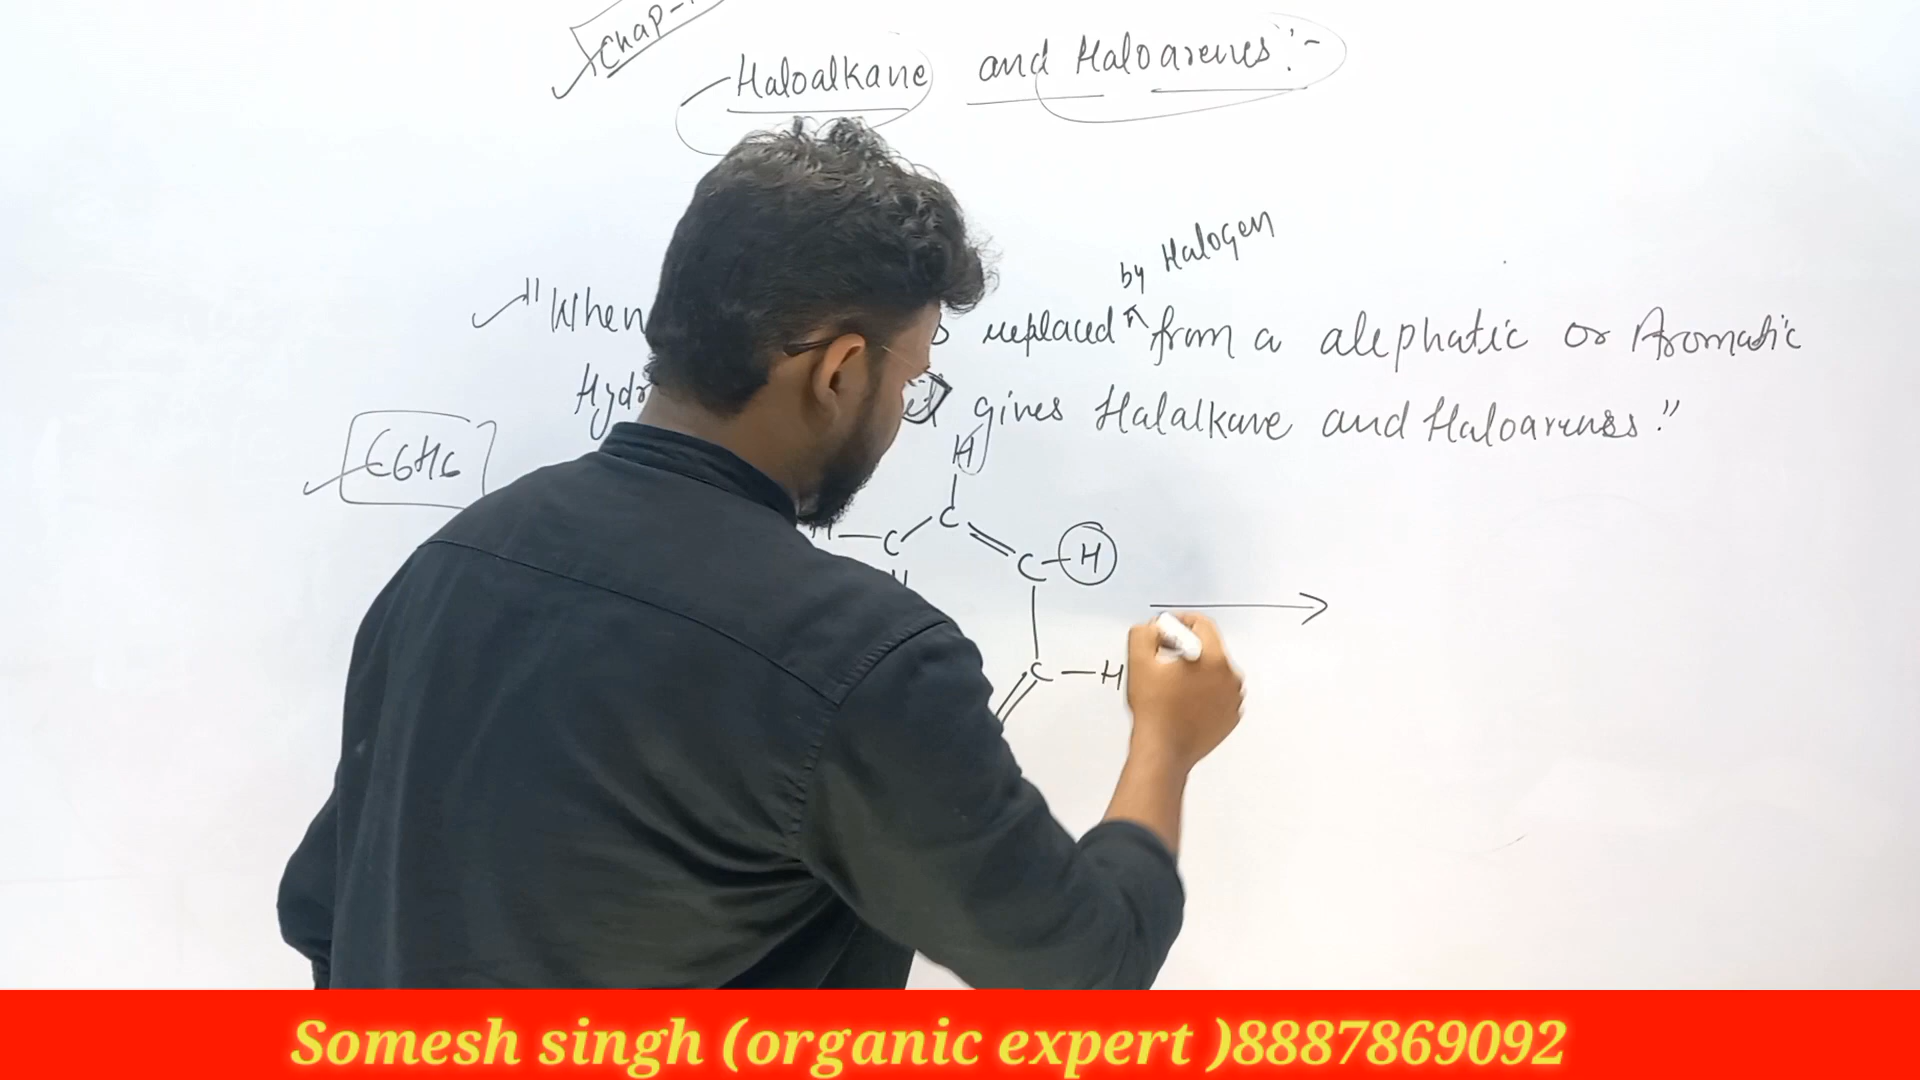 Chap-
Haloalkane and Haloarenes:-
by Halogen
"When replaced from a alephatic or Aromatic
Hydr gives Halalkane and Haloarenes."
C6H6
H
C
H C C H
H
C H
Somesh singh (organic expert )8887869092